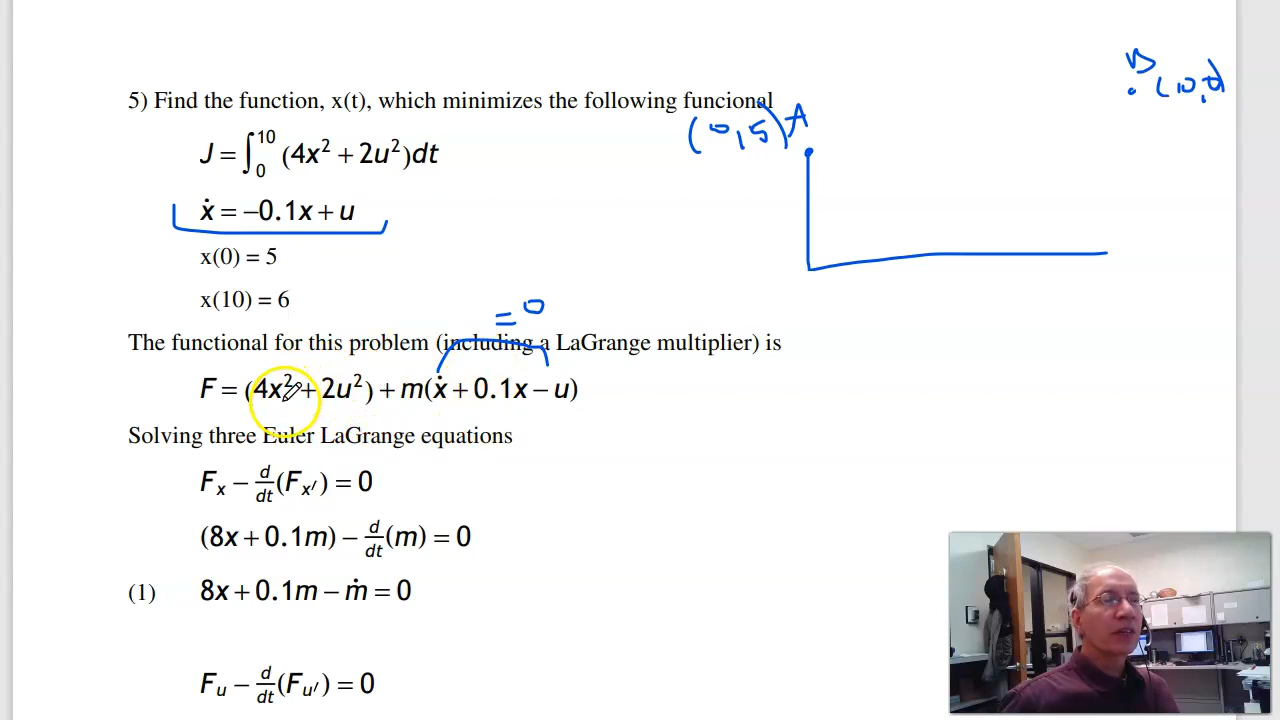 5) Find the function, x(t), which minimizes the following funcional
J = ∫₀¹⁰ (4x² + 2u²)dt
ẋ = −0.1x + u
x(0) = 5
x(10) = 6
(0,5) A
B
(10,
= 0
The functional for this problem (including a LaGrange multiplier) is
F = (4x² + 2u²) + m(ẋ + 0.1x − u)
Solving three Euler LaGrange equations
Fₓ − d/dt(Fₓ′) = 0
(8x + 0.1m) − d/dt(m) = 0
(1) 8x + 0.1m − ṁ = 0
Fᵤ − d/dt(Fᵤ′) = 0